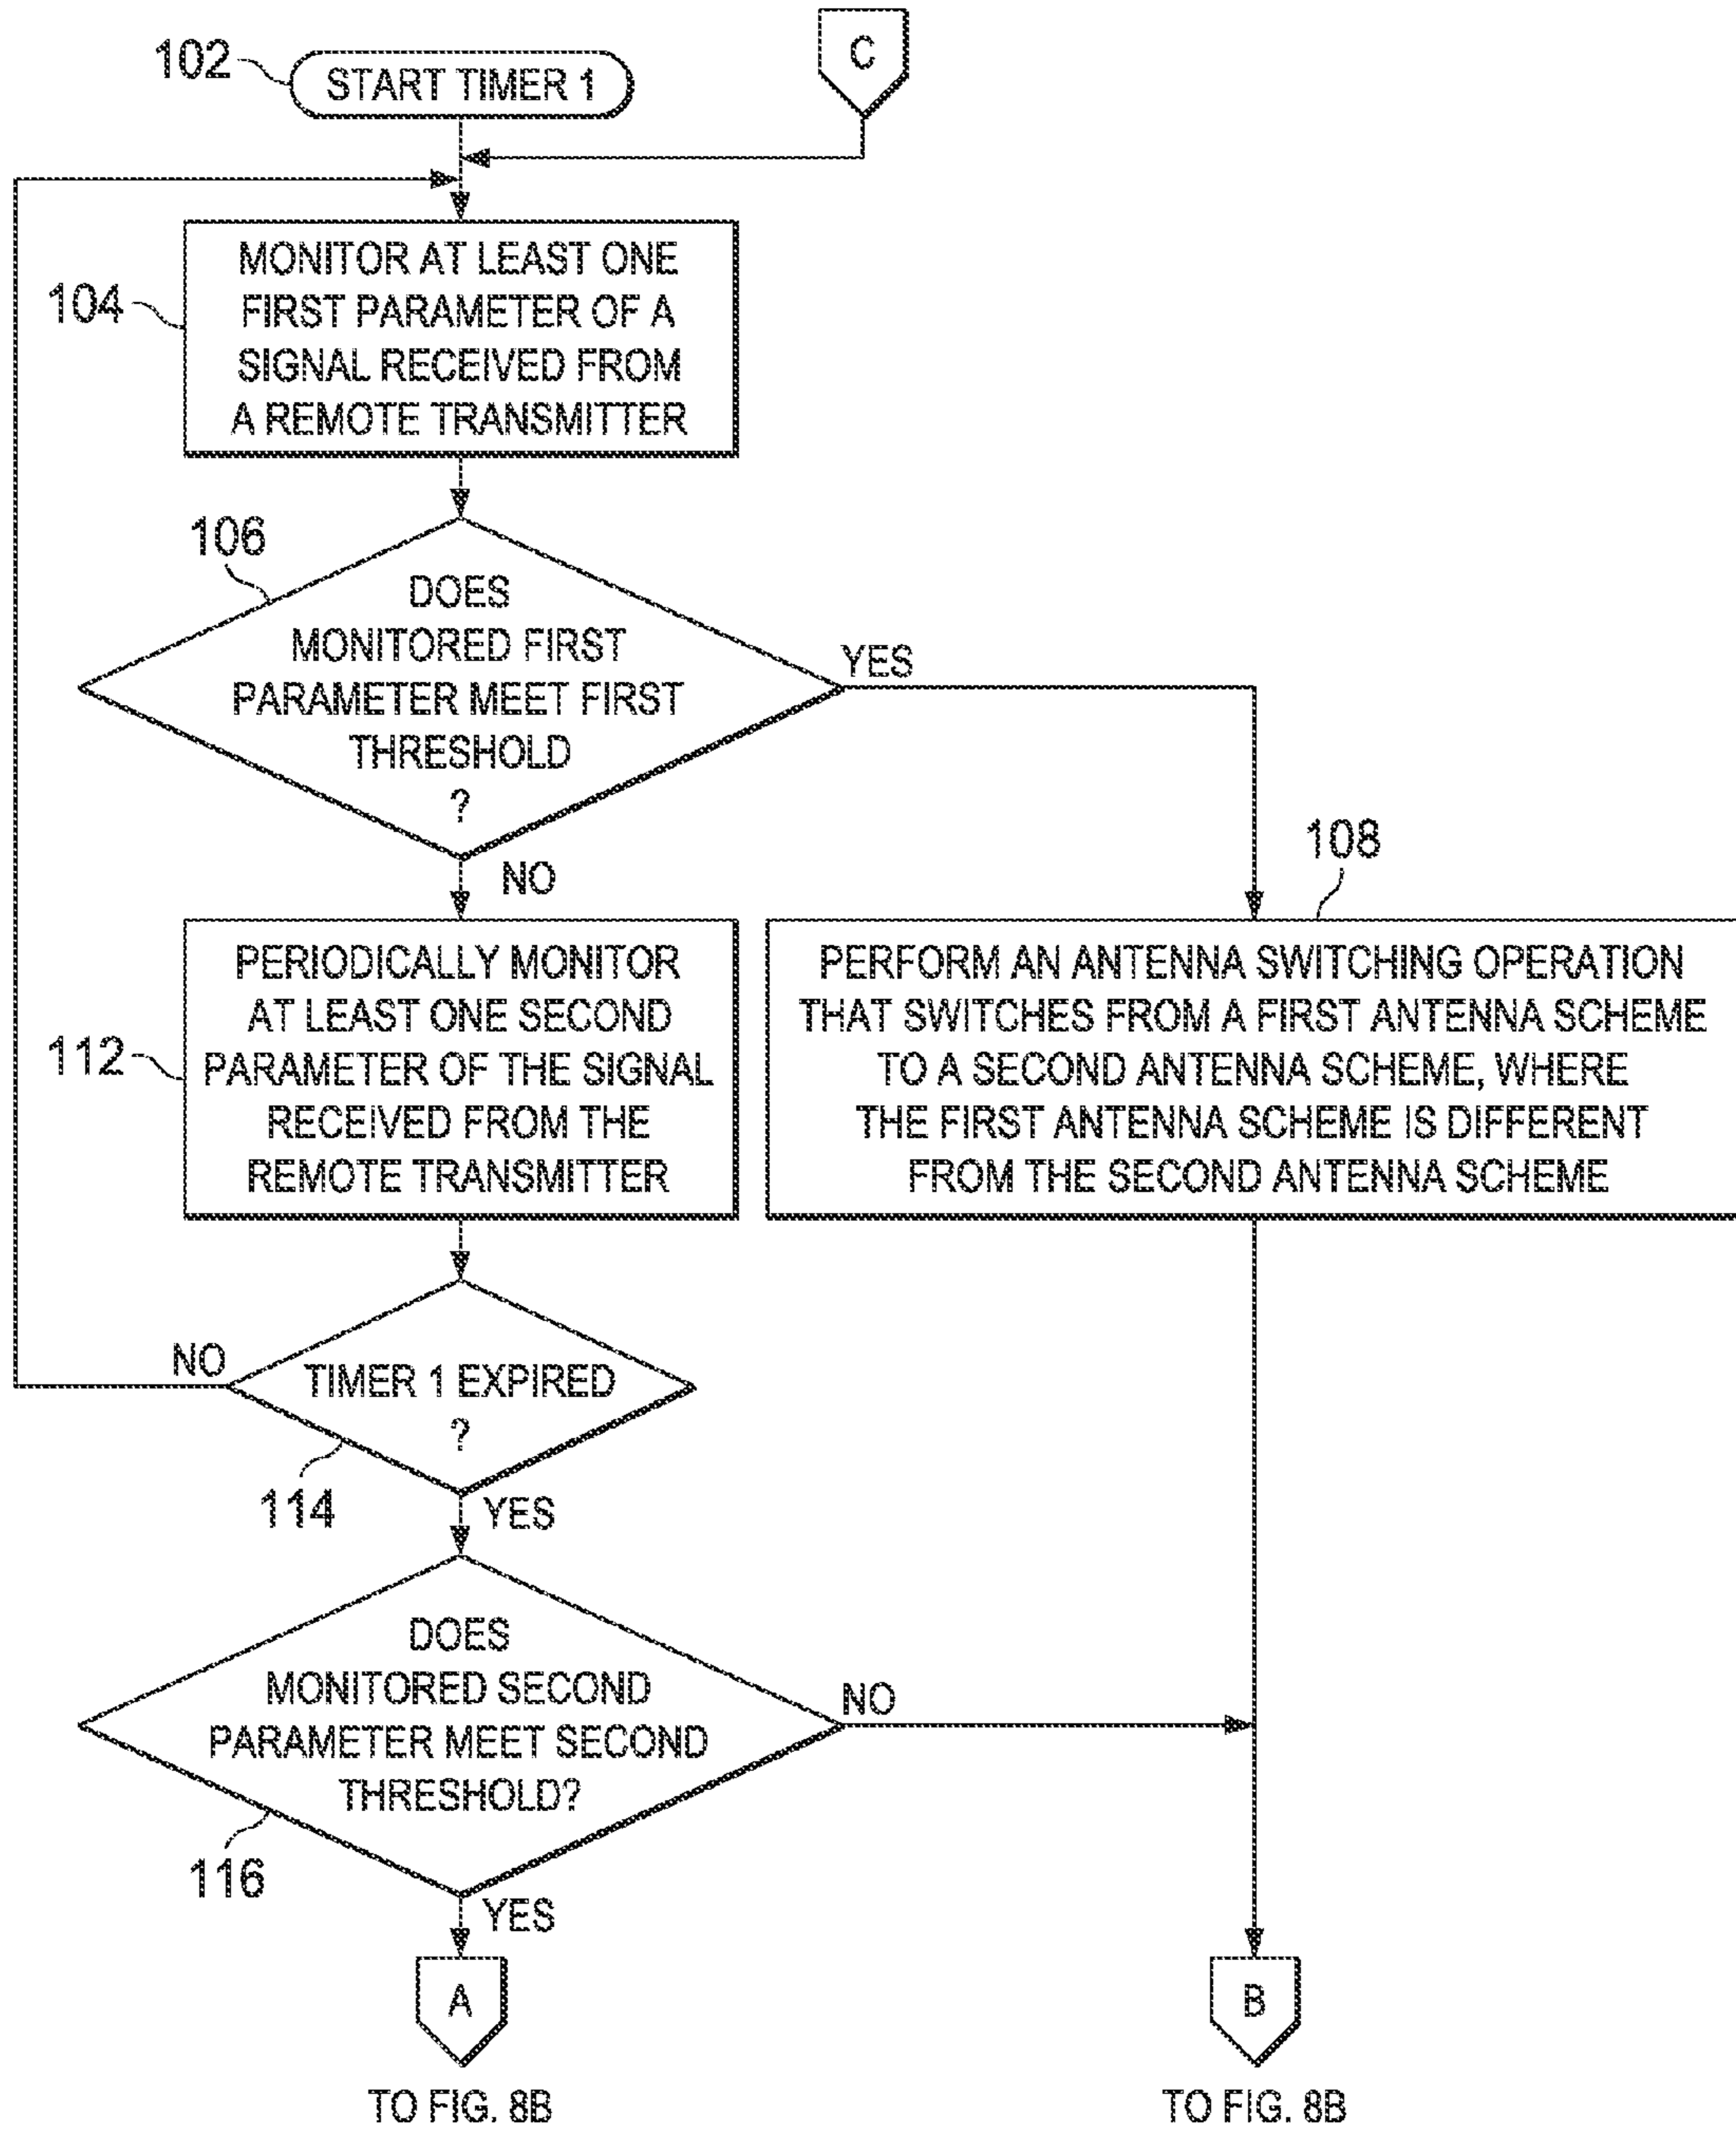 102
START TIMER 1
C
104
MONITOR AT LEAST ONE
FIRST PARAMETER OF A
SIGNAL RECEIVED FROM
A REMOTE TRANSMITTER
106
DOES
MONITORED FIRST
PARAMETER MEET FIRST
THRESHOLD
?
YES
NO
108
PERFORM AN ANTENNA SWITCHING OPERATION
THAT SWITCHES FROM A FIRST ANTENNA SCHEME
TO A SECOND ANTENNA SCHEME, WHERE
THE FIRST ANTENNA SCHEME IS DIFFERENT
FROM THE SECOND ANTENNA SCHEME
112
PERIODICALLY MONITOR
AT LEAST ONE SECOND
PARAMETER OF THE SIGNAL
RECEIVED FROM THE
REMOTE TRANSMITTER
NO
TIMER 1 EXPIRED
?
114
YES
DOES
MONITORED SECOND
PARAMETER MEET SECOND
THRESHOLD?
NO
116
YES
A
B
TO FIG. 8B
TO FIG. 8B